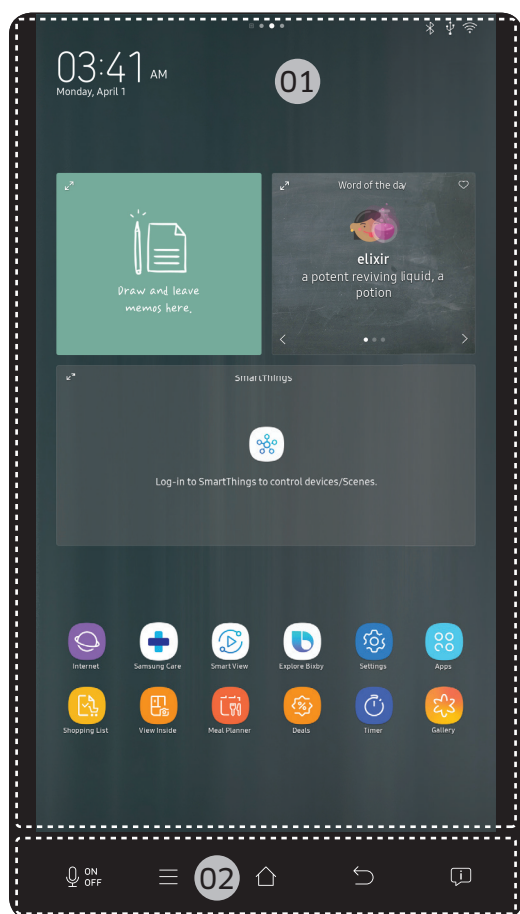 03:41 AM
Monday, April 1
01
Draw and leave
memos here.
Word of the day
elixir
a potent reviving liquid, a
potion
SmartThings
Log-in to SmartThings to control devices/Scenes.
Internet Samsung Care Smart View Explore Bixby Settings Apps
Shopping List View Inside Meal Planner Deals Timer Gallery
ON
OFF
02